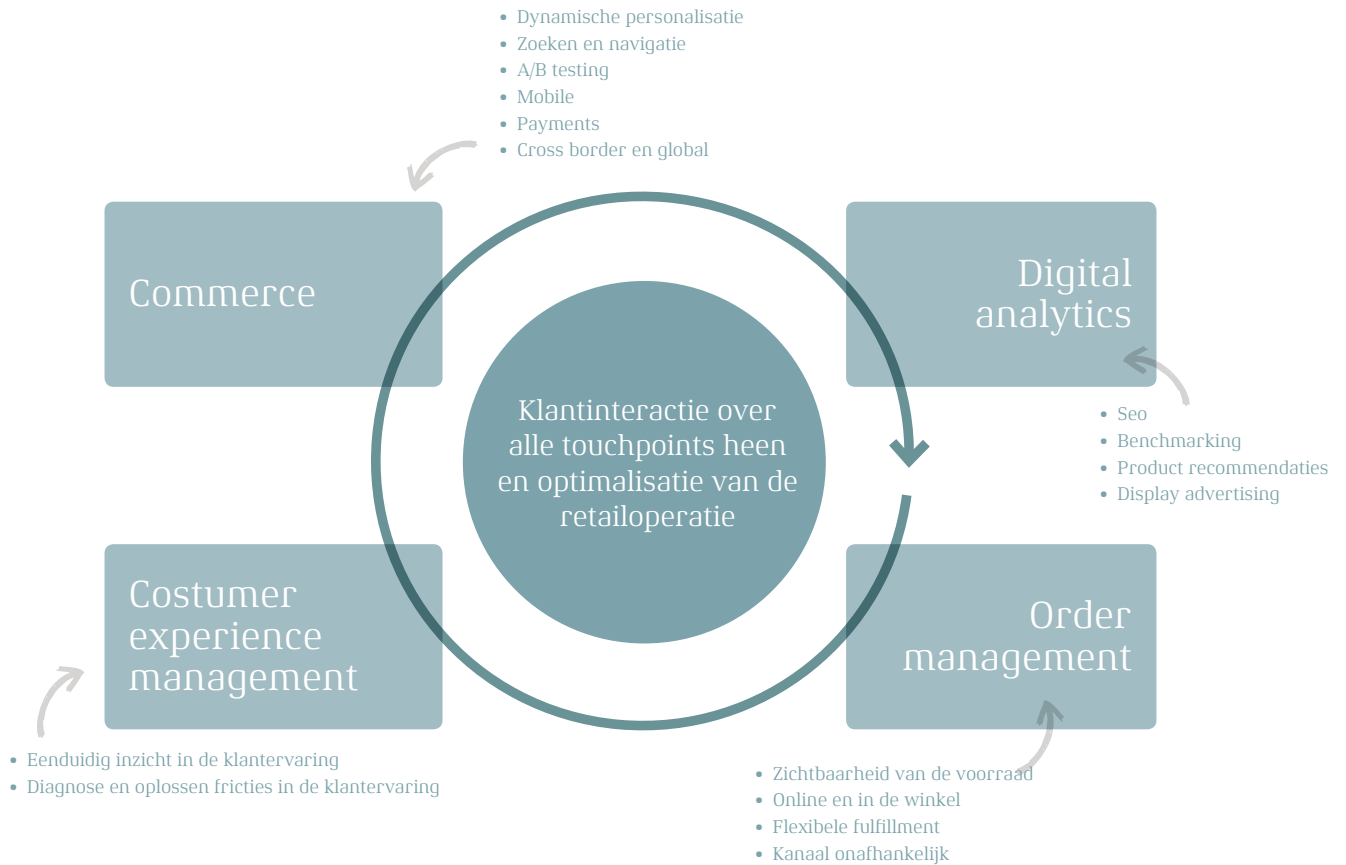 • Dynamische personalisatie
• Zoeken en navigatie
• A/B testing
• Mobile
• Payments
• Cross border en global
Commerce
Digital
analytics
Klantinteractie over
alle touchpoints heen
en optimalisatie van de
retailoperatie
• Seo
• Benchmarking
• Product recommendaties
• Display advertising
Costumer
experience
management
Order
management
• Eenduidig inzicht in de klantervaring
• Diagnose en oplossen fricties in de klantervaring
• Zichtbaarheid van de voorraad
• Online en in de winkel
• Flexibele fulfillment
• Kanaal onafhankelijk